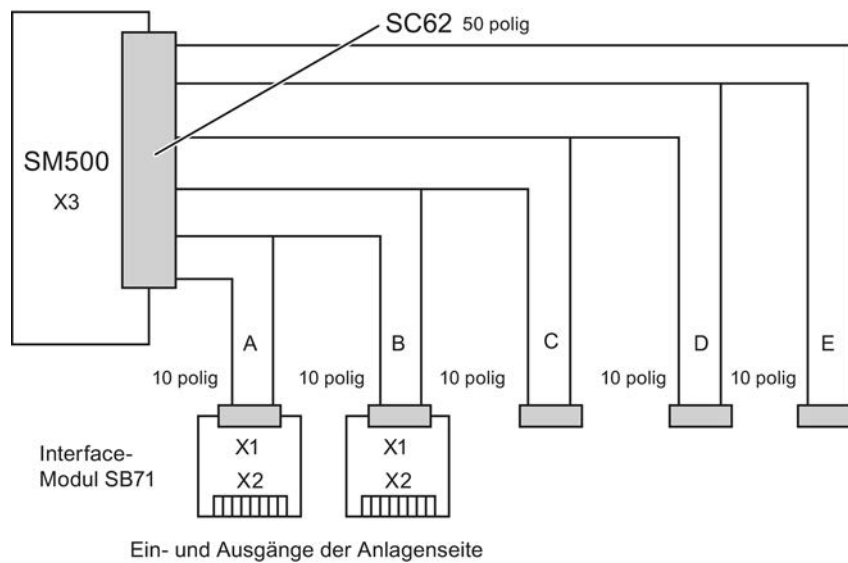 SC62 50 polig
SM500
X3
A
B
C
D
E
10 polig
10 polig
10 polig
10 polig
10 polig
X1
X1
Interface-
Modul SB71
X2
X2
Ein- und Ausgänge der Anlagenseite